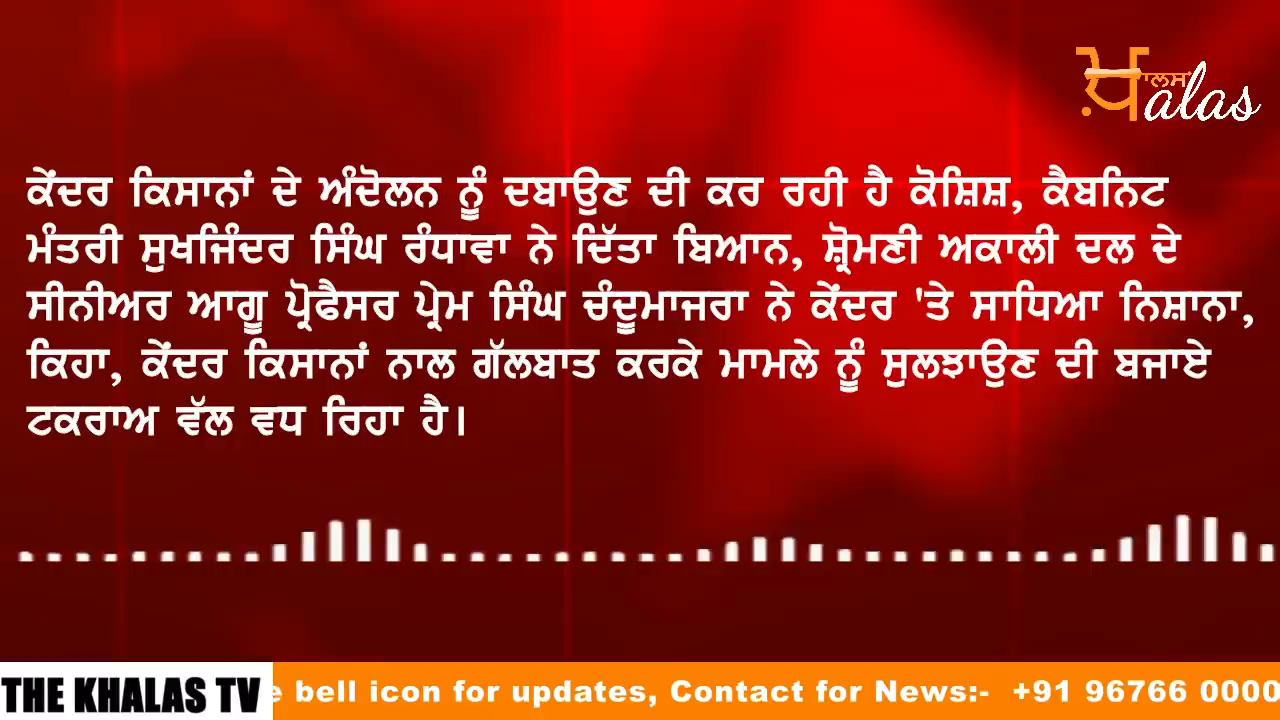 ਖ਼ਾਲਸ
alas
ਕੇਂਦਰ ਕਿਸਾਨਾਂ ਦੇ ਅੰਦੋਲਨ ਨੂੰ ਦਬਾਉਣ ਦੀ ਕਰ ਰਹੀ ਹੈ ਕੋਸ਼ਿਸ਼, ਕੈਬਨਿਟ
ਮੰਤਰੀ ਸੁਖਜਿੰਦਰ ਸਿੰਘ ਰੰਧਾਵਾ ਨੇ ਦਿੱਤਾ ਬਿਆਨ, ਸ਼੍ਰੋਮਣੀ ਅਕਾਲੀ ਦਲ ਦੇ
ਸੀਨੀਅਰ ਆਗੂ ਪ੍ਰੋਫੈਸਰ ਪ੍ਰੇਮ ਸਿੰਘ ਚੰਦੂਮਾਜਰਾ ਨੇ ਕੇਂਦਰ 'ਤੇ ਸਾਧਿਆ ਨਿਸ਼ਾਨਾ,
ਕਿਹਾ, ਕੇਂਦਰ ਕਿਸਾਨਾਂ ਨਾਲ ਗੱਲਬਾਤ ਕਰਕੇ ਮਾਮਲੇ ਨੂੰ ਸੁਲਝਾਉਣ ਦੀ ਬਜਾਏ
ਟਕਰਾਅ ਵੱਲ ਵਧ ਰਿਹਾ ਹੈ।
THE KHALAS TV e bell icon for updates, Contact for News:- +91 96766 0000